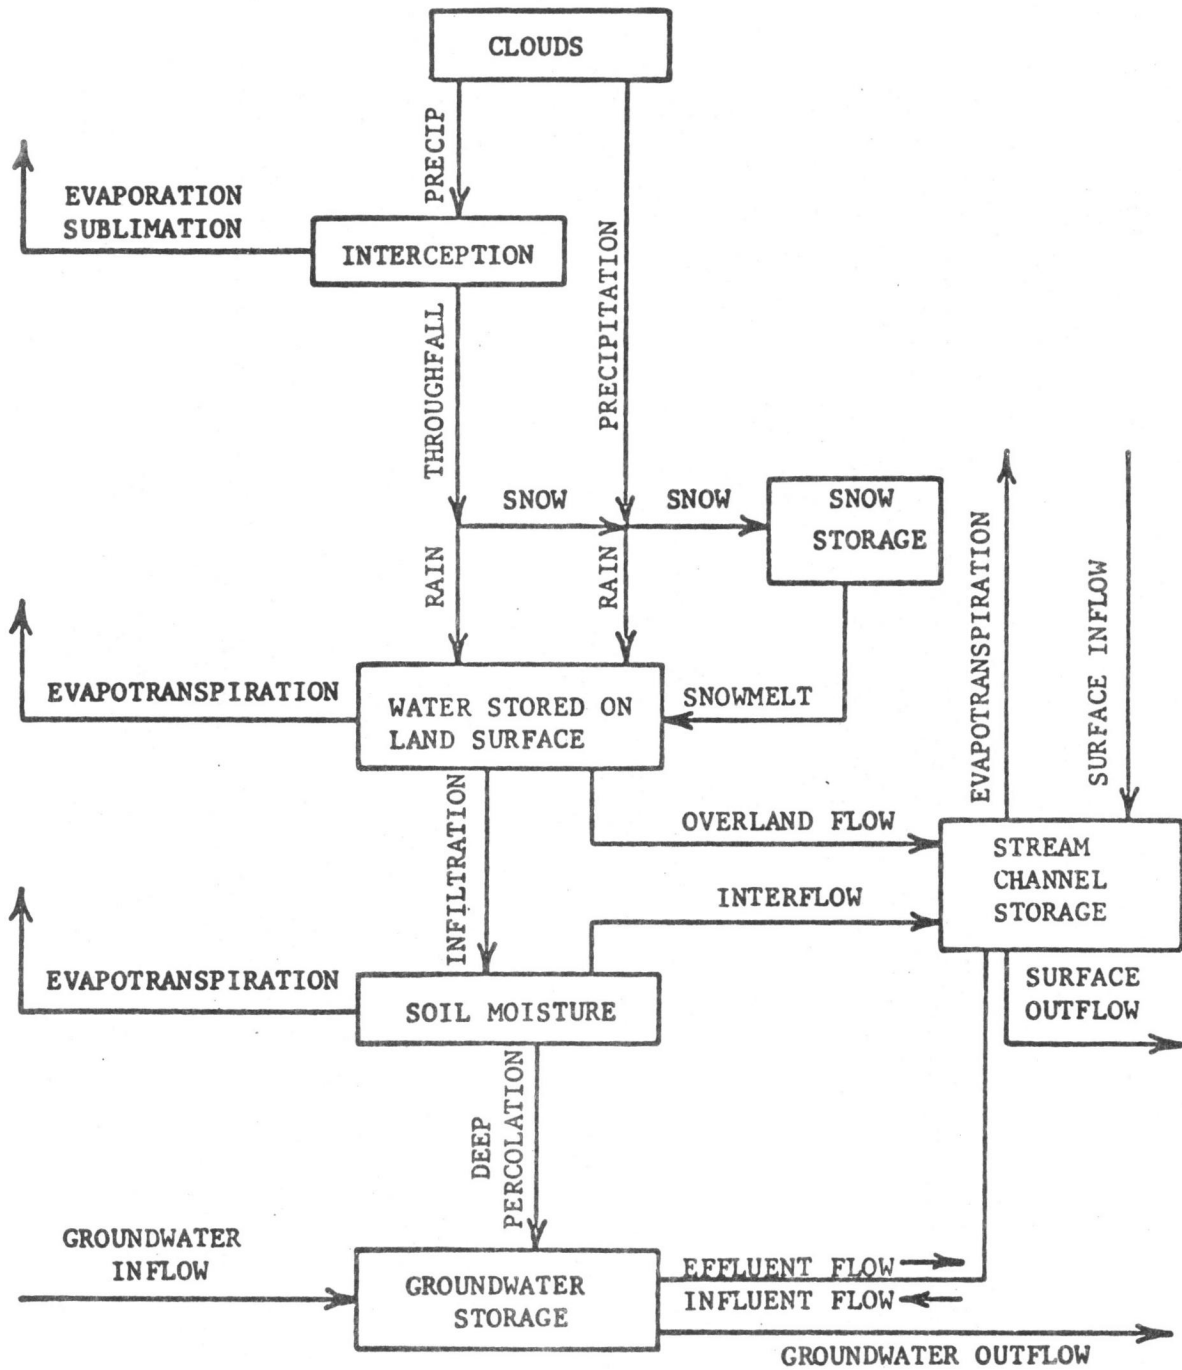 CLOUDS
PRECIP
EVAPORATION
SUBLIMATION
INTERCEPTION
PRECIPITATION
THROUGHFALL
SNOW
SNOW
SNOW
STORAGE
RAIN
RAIN
EVAPOTRANSPIRATION
SURFACE INFLOW
EVAPOTRANSPIRATION
WATER STORED ON
LAND SURFACE
SNOWMELT
INFILTRATION
OVERLAND FLOW
STREAM
CHANNEL
STORAGE
INTERFLOW
EVAPOTRANSPIRATION
SOIL MOISTURE
SURFACE
OUTFLOW
DEEP
PERCOLATION
GROUNDWATER
INFLOW
GROUNDWATER
STORAGE
EFFLUENT FLOW
INFLUENT FLOW
GROUNDWATER OUTFLOW